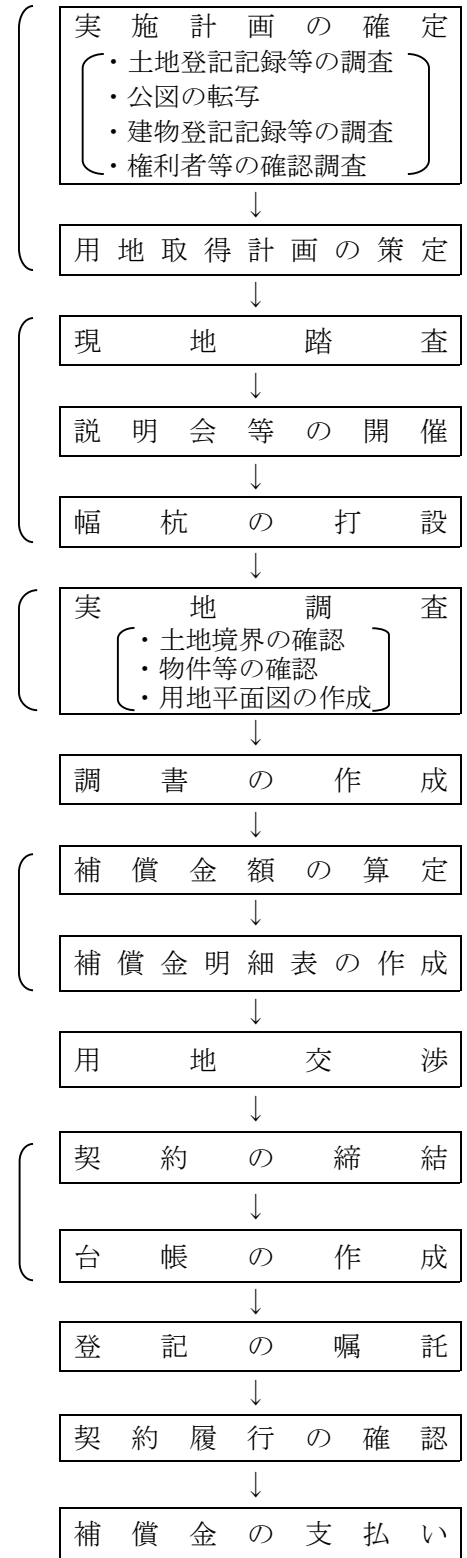 実施計画の確定
・土地登記記録等の調査
・公図の転写
・建物登記記録等の調査
・権利者等の確認調査
↓
用地取得計画の策定
↓
現地踏査
↓
説明会等の開催
↓
幅杭の打設
↓
実地調査
・土地境界の確認
・物件等の確認
・用地平面図の作成
↓
調書の作成
↓
補償金額の算定
↓
補償金明細表の作成
↓
用地交渉
↓
契約の締結
↓
台帳の作成
↓
登記の嘱託
↓
契約履行の確認
↓
補償金の支払い